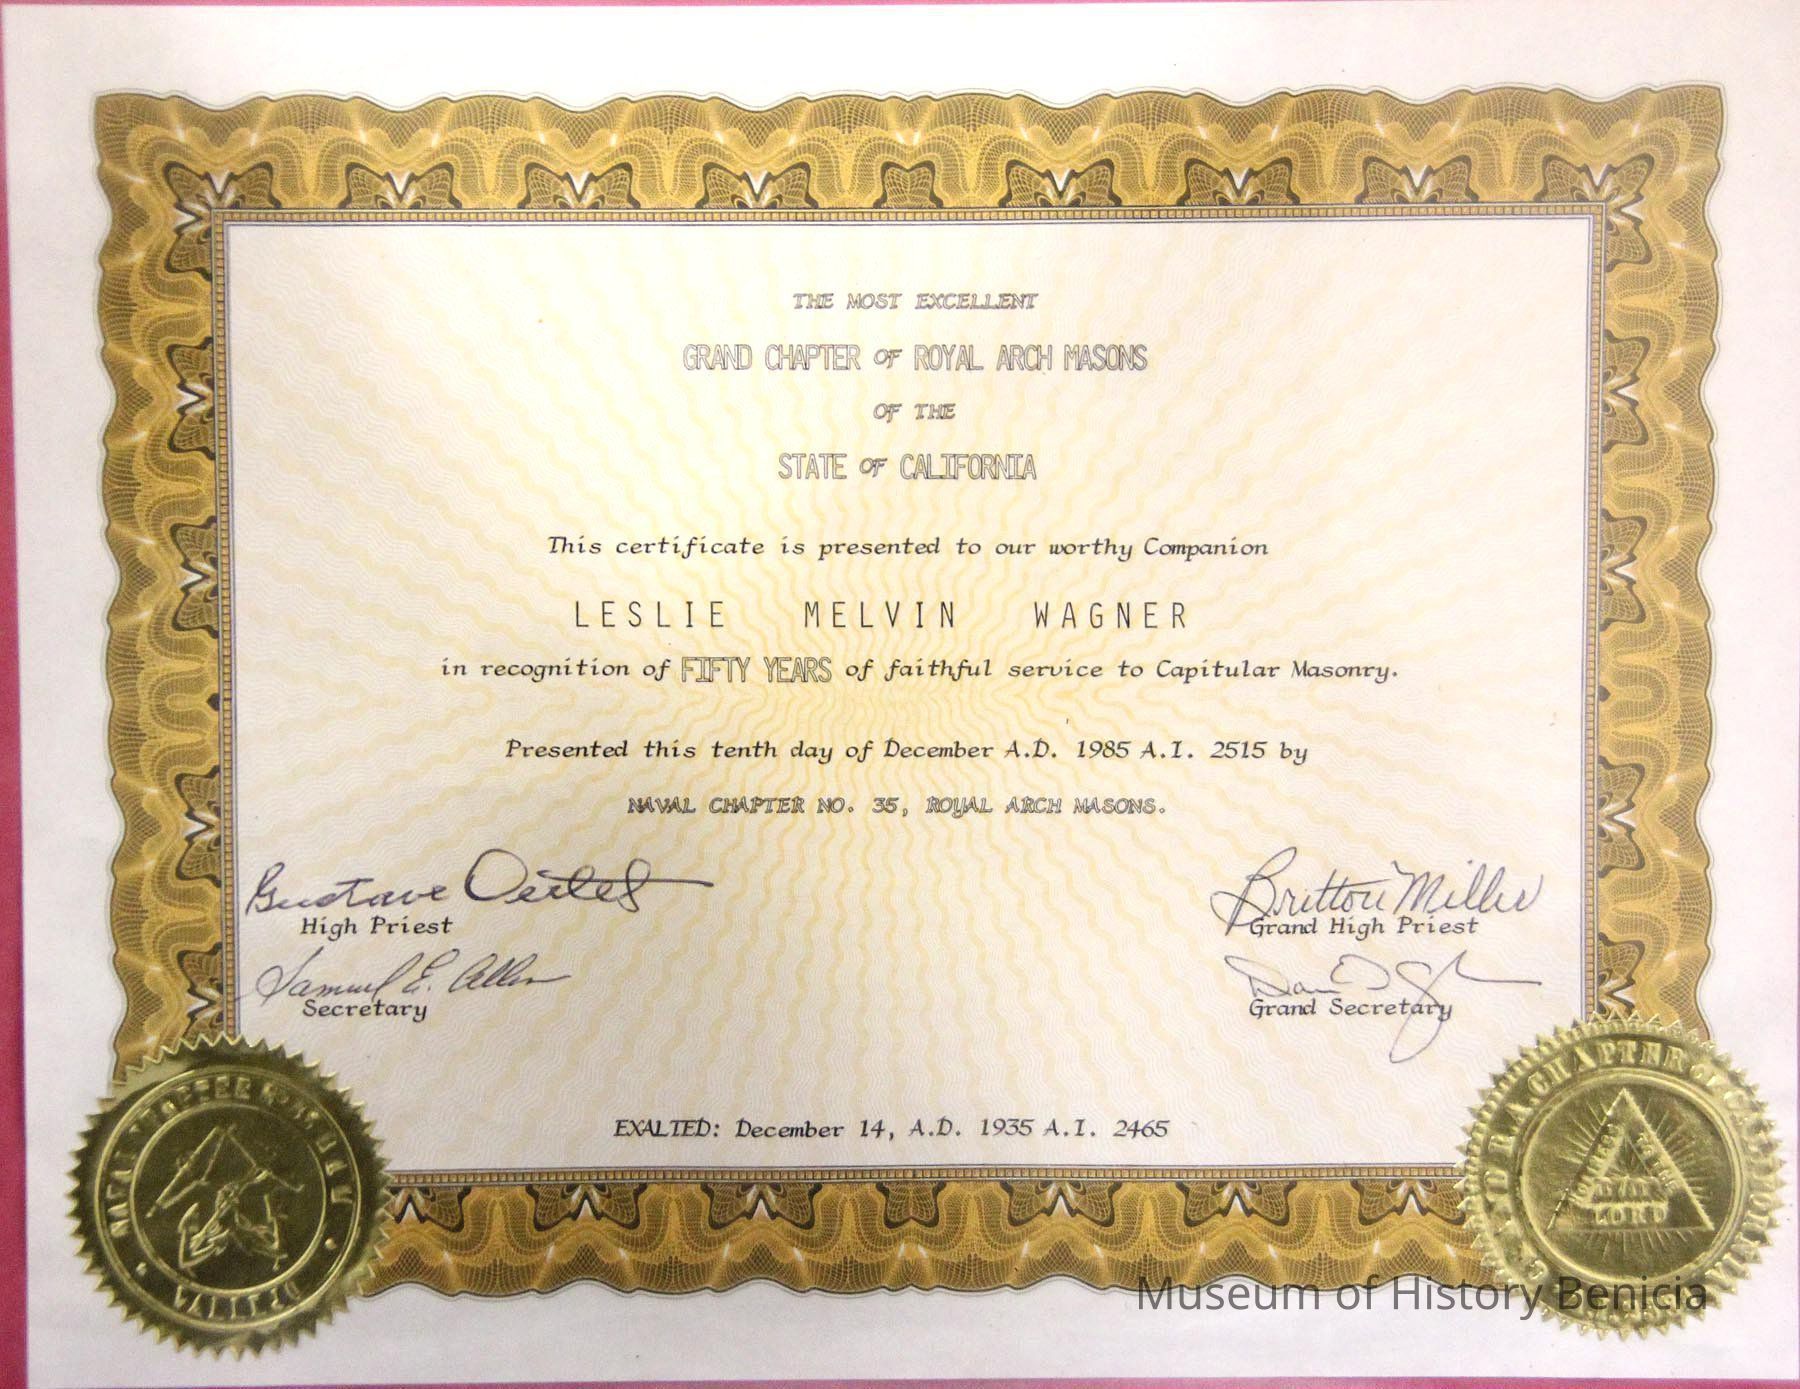 THE MOST EXCELLENT
GRAND CHAPTER OF ROYAL ARCH MASONS
OF THE
STATE OF CALIFORNIA
This certificate is presented to our worthy Companion
LESLIE MELVIN WAGNER
in recognition of FIFTY YEARS of faithful service to Capitular Masonry.
Presented this tenth day of December A.D. 1985 A.I. 2515 by
NAVAL CHAPTER NO. 35, ROYAL ARCH MASONS.
Gustave Oertel
High Priest
Samuel E. Allen
Secretary
Britton Miller
Grand High Priest
Grand Secretary
EXALTED: December 14, A.D. 1935 A.I. 2465
LORD
Museum of History Benicia